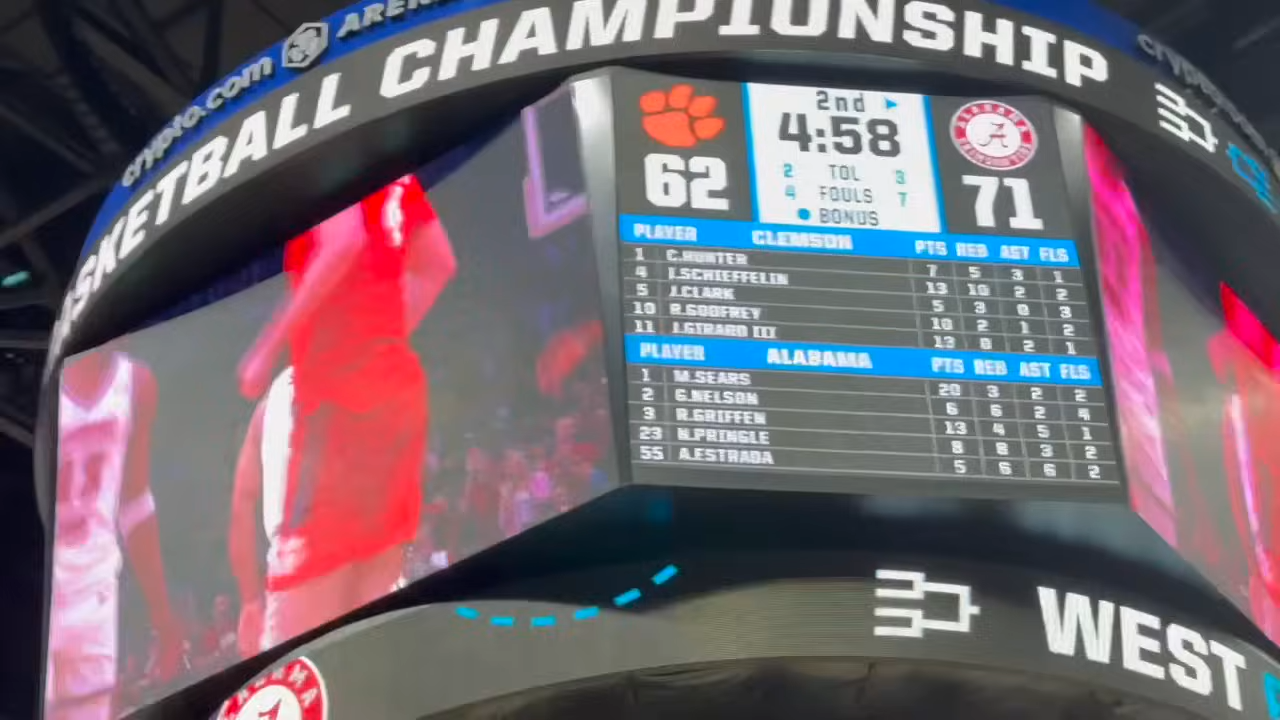 crypto.com ARENA
BASKETBALL CHAMPIONSHIP
62
2nd
4:58
2 TOL 3
4 FOULS 7
BONUS
ALABAMA
A
CRIMSON TIDE
71
PLAYER CLEMSON PTS REB AST FLS
1 C.HUNTER 7 5 3 1
4 I.SCHIEFFELIN 13 10 2 2
5 J.CLARK 5 3 0 3
10 R.GODFREY 10 2 1 2
11 J.GIRARD III 13 0 2 1
PLAYER ALABAMA PTS REB AST FLS
1 M.SEARS 20 3 2 2
2 G.NELSON 6 6 2 4
3 R.GRIFFEN 13 4 5 1
23 N.PRINGLE 8 8 3 2
55 A.ESTRADA 5 6 6 2
WEST